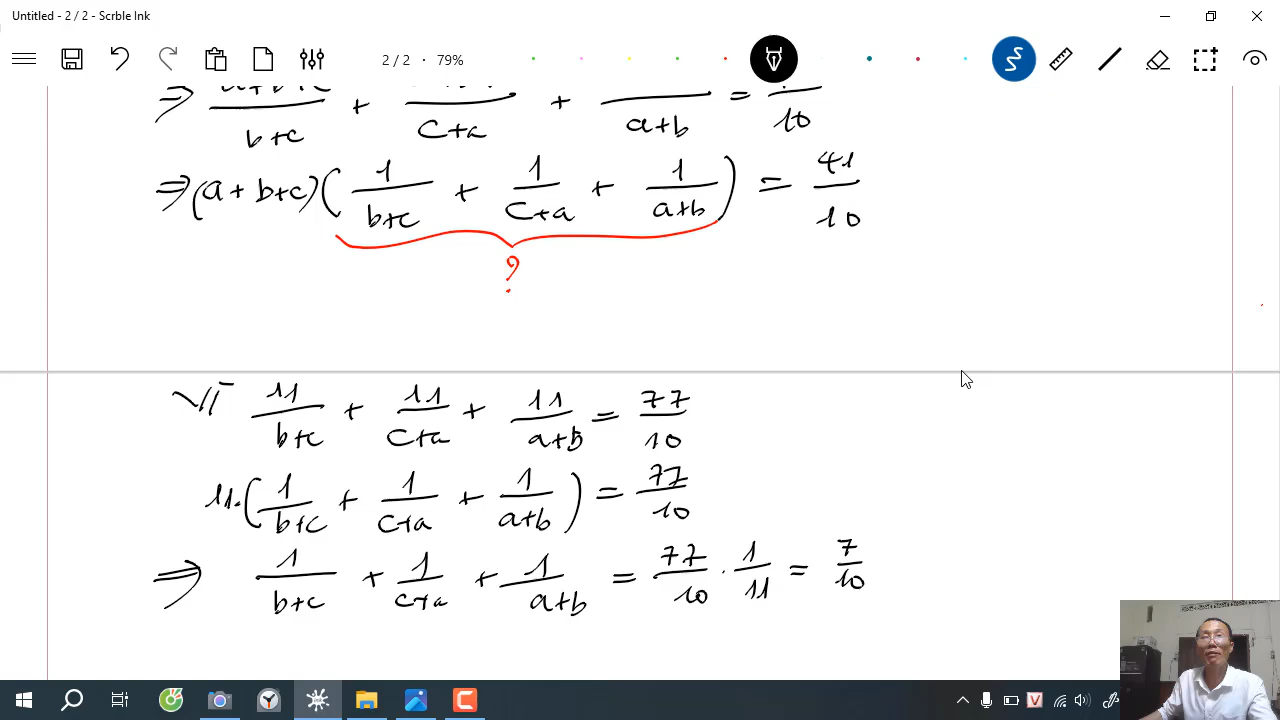 Untitled - 2 / 2 - Scrble Ink
2 / 2 · 79%
⇒ a+b+c/b+c + /c+a + /a+b = /10
⇒ (a+b+c)(1/b+c + 1/c+a + 1/a+b) = 41/10
?
Vì 11/b+c + 11/c+a + 11/a+b = 77/10
11.(1/b+c + 1/c+a + 1/a+b) = 77/10
⇒ 1/b+c + 1/c+a + 1/a+b = 77/10 . 1/11 = 7/10
V